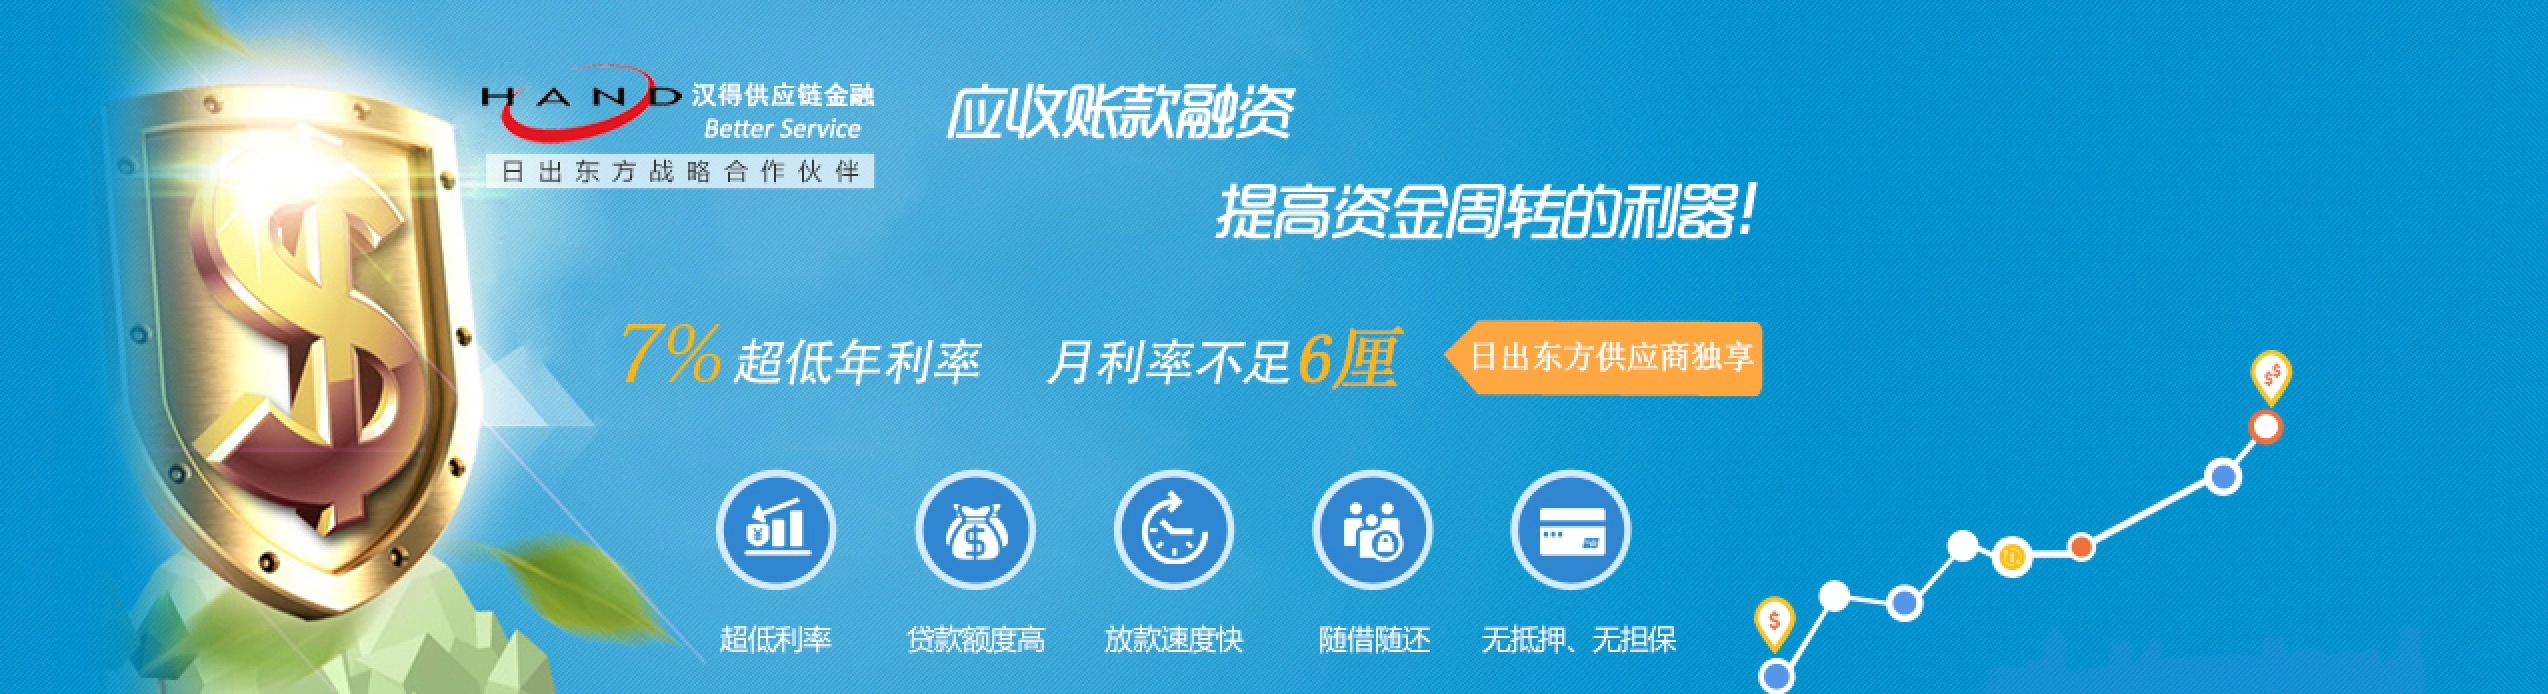 HAND 汉得供应链金融
Better Service
日出东方战略合作伙伴
应收账款融资
提高资金周转的利器!
7% 超低年利率 月利率不足6厘 日出东方供应商独享
超低利率 贷款额度高 放款速度快 随借随还 无抵押、无担保